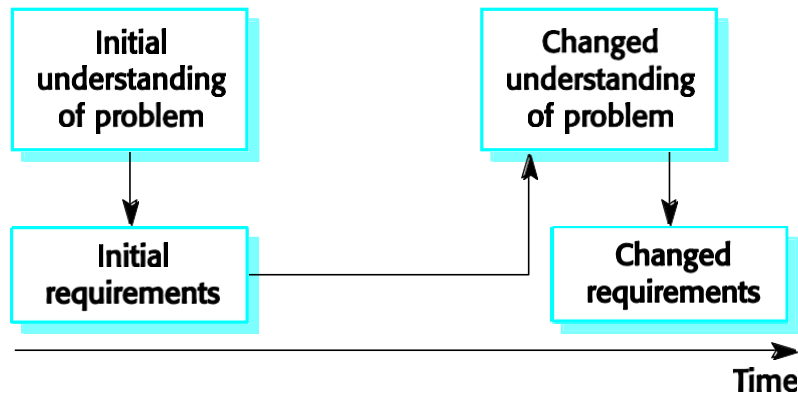 Initial
understanding
of problem
Changed
understanding
of problem
Initial
requirements
Changed
requirements
Time